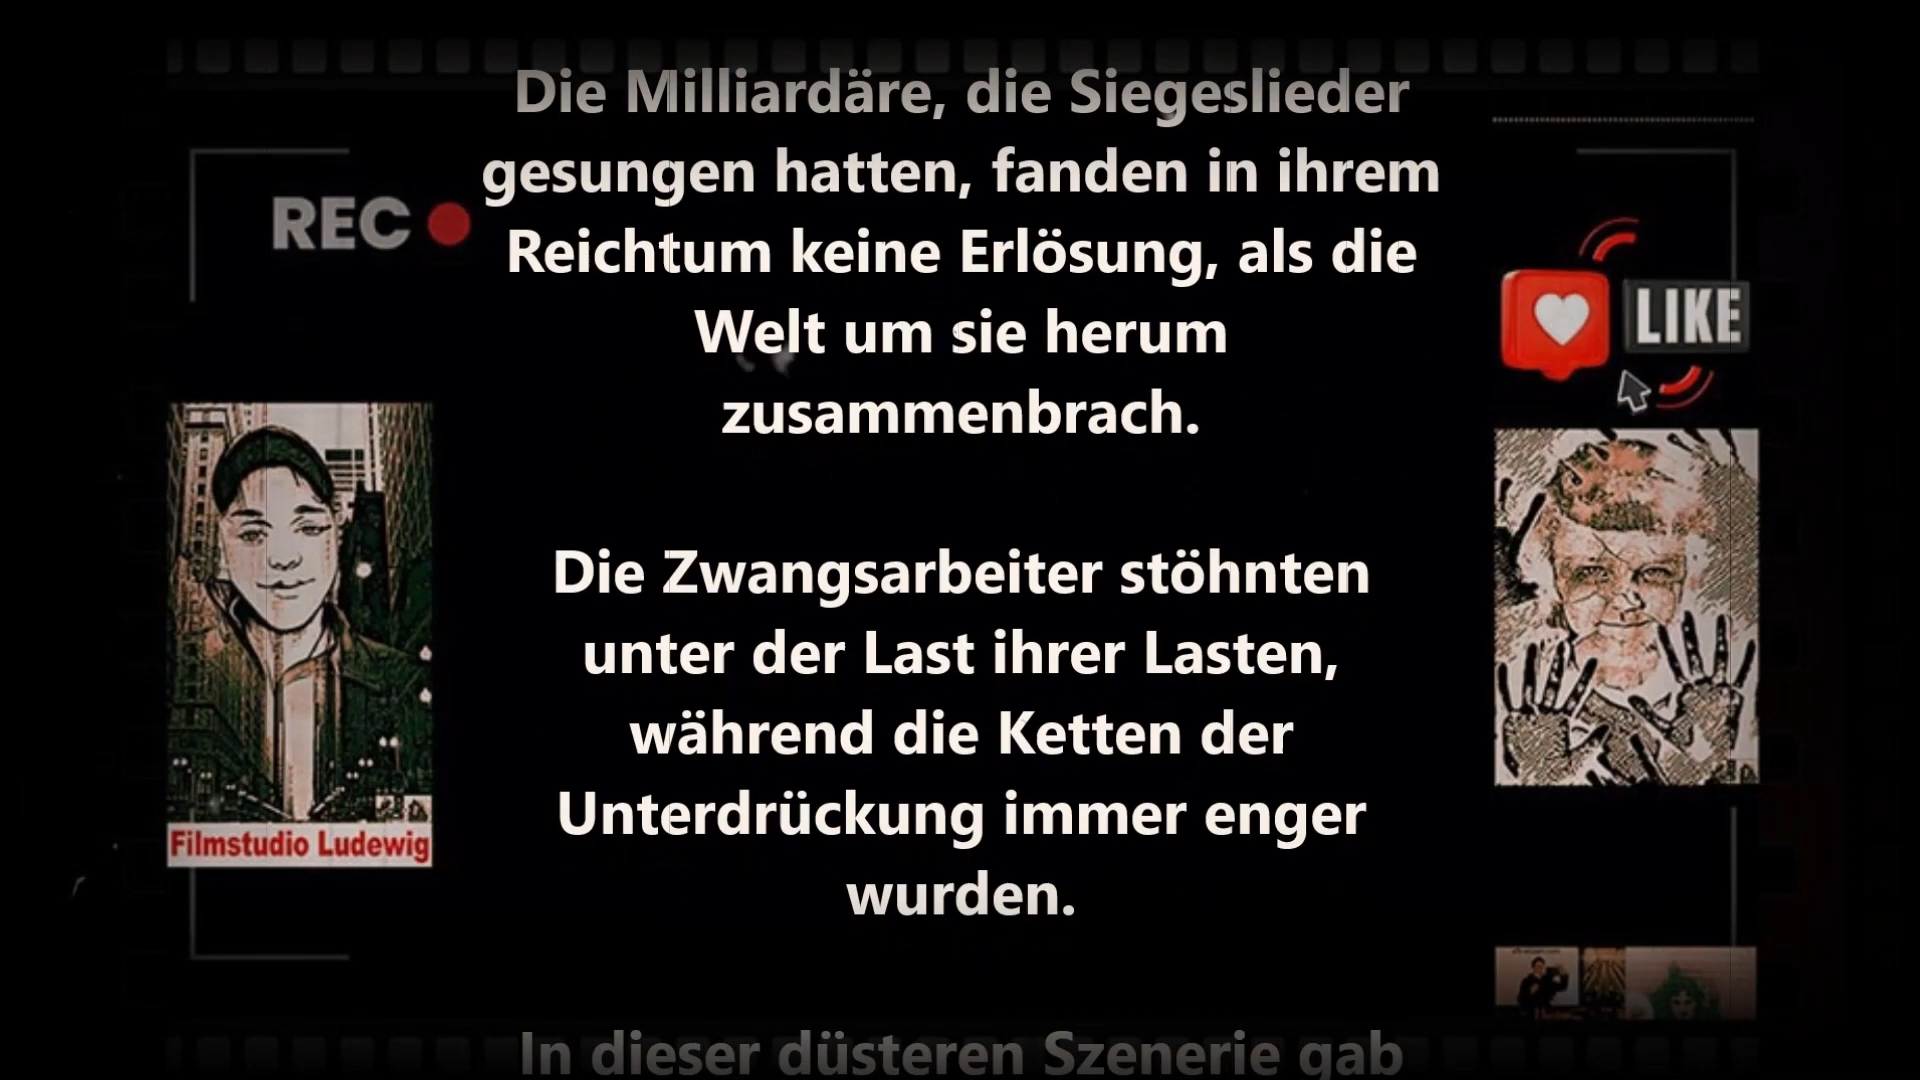 Die Milliardäre, die Siegeslieder
gesungen hatten, fanden in ihrem
Reichtum keine Erlösung, als die
Welt um sie herum
zusammenbrach.
Die Zwangsarbeiter stöhnten
unter der Last ihrer Lasten,
während die Ketten der
Unterdrückung immer enger
wurden.
In dieser düsteren Szenerie gab
REC
Filmstudio Ludewig
LIKE